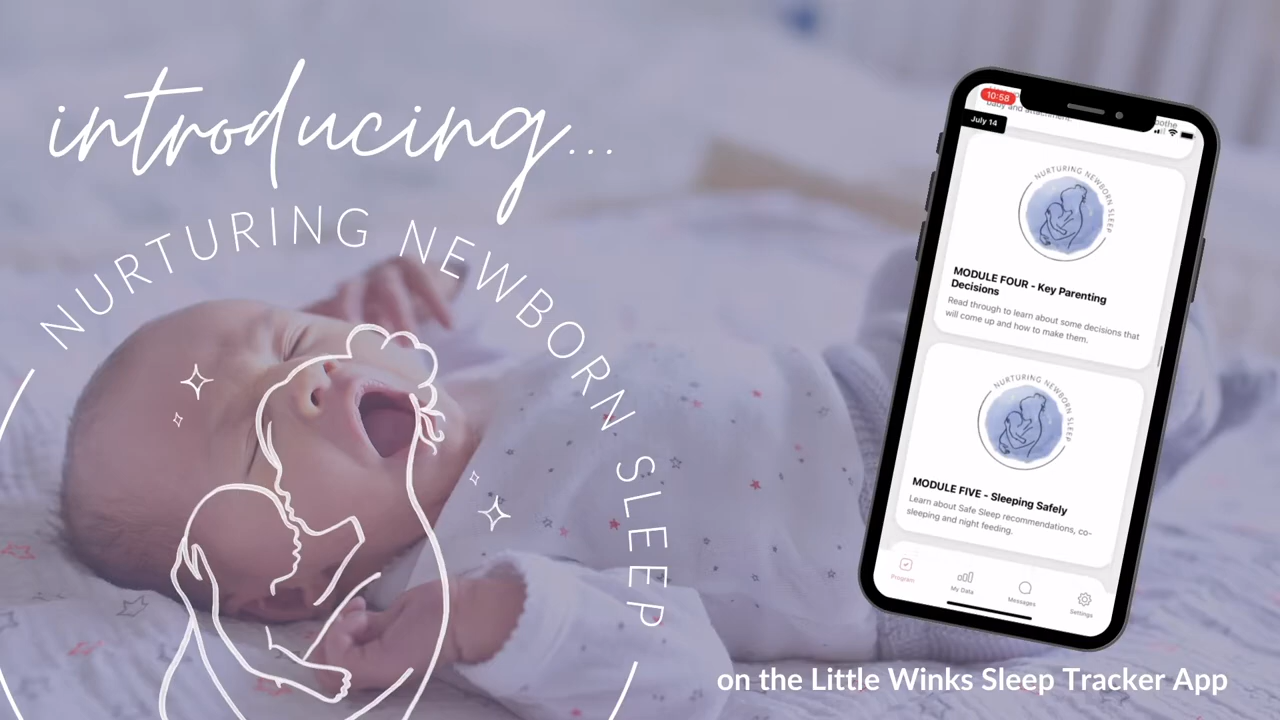 introducing...
NURTURING NEWBORN SLEEP
10:58
baby and attachment.
July 14
NURTURING NEWBORN SLEEP
MODULE FOUR - Key Parenting
Decisions
Read through to learn about some decisions that
will come up and how to make them.
NURTURING NEWBORN SLEEP
MODULE FIVE - Sleeping Safely
Learn about Safe Sleep recommendations, co-
sleeping and night feeding.
Program
My Data
Messages
Settings
on the Little Winks Sleep Tracker App